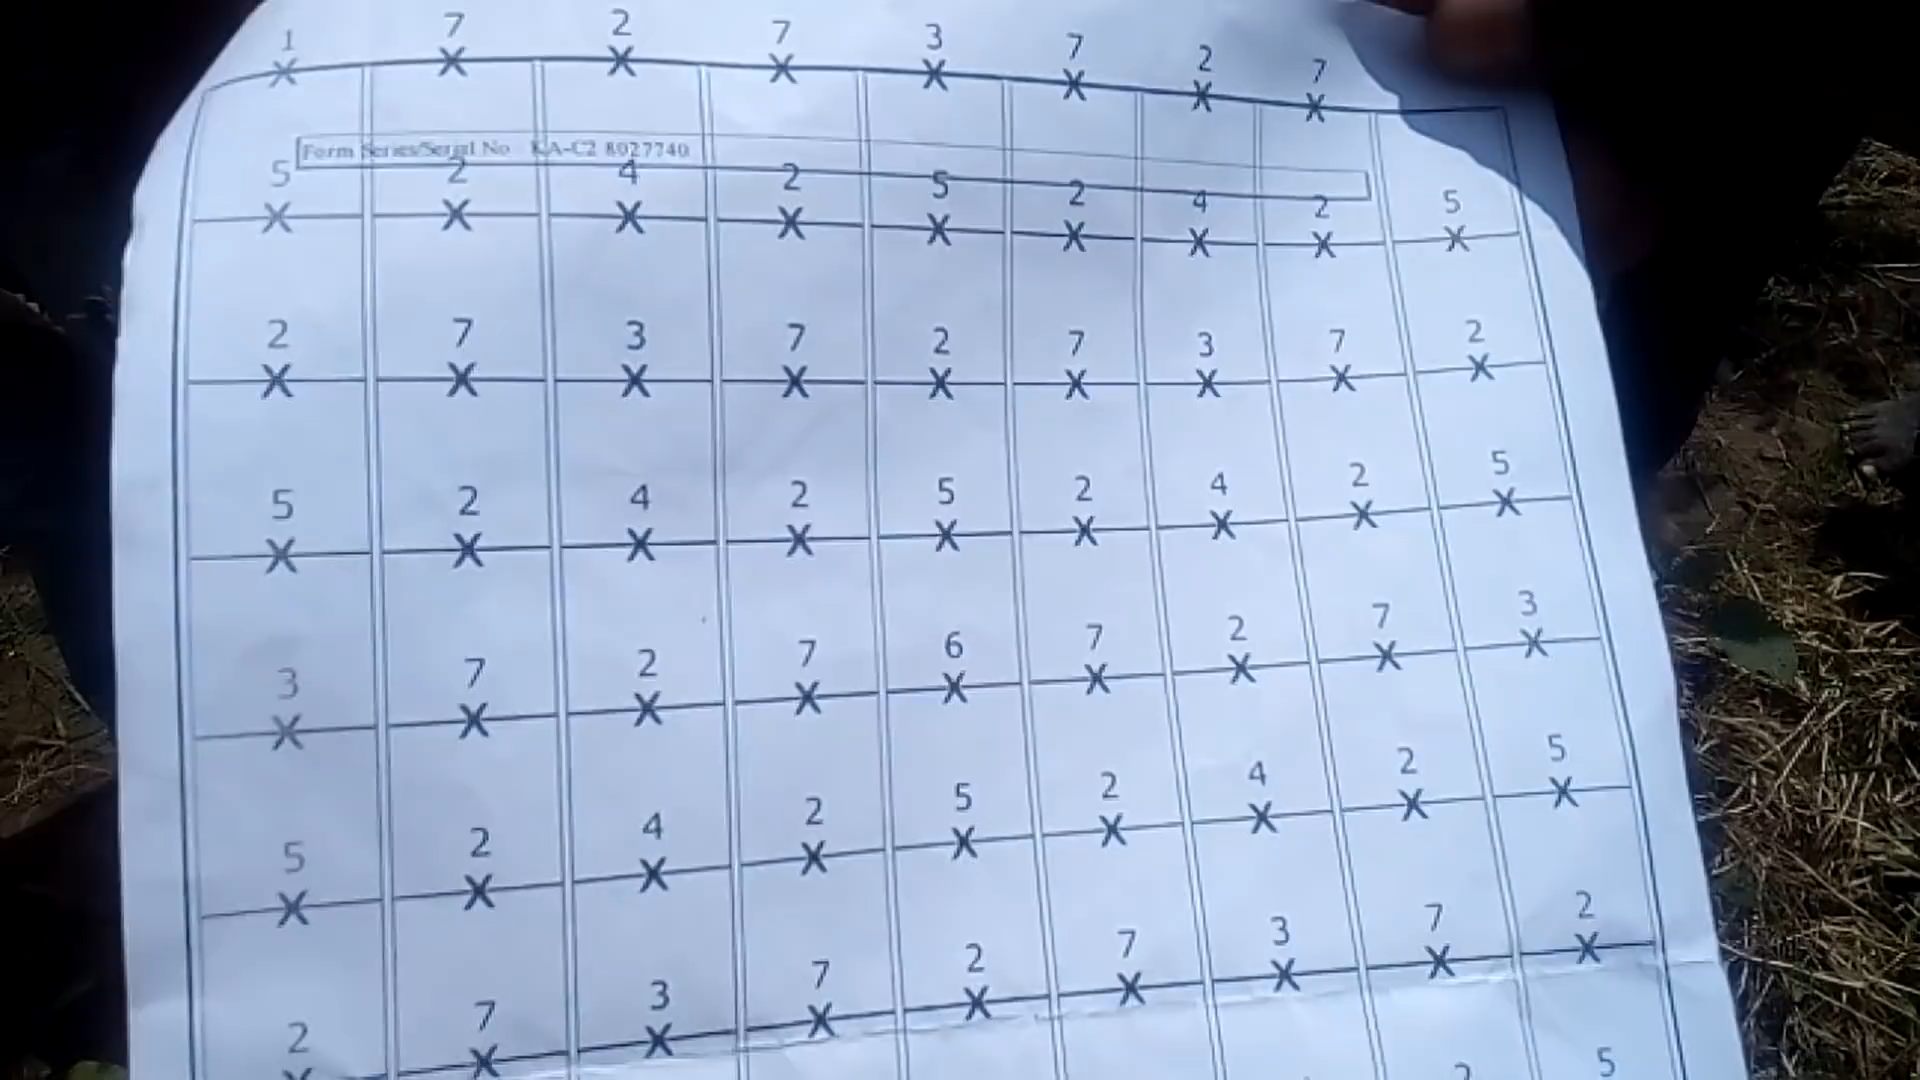 1 7 2 7 3 7 2 7
Form Series/Serial No KA-C2 8027740
5 2 4 2 5 2 4 2 5
2 7 3 7 2 7 3 7 2
5 2 4 2 5 2 4 2 5
3 7 2 7 6 7 2 7 3
5 2 4 2 5 2 4 2 5
2 7 3 7 2 7 3 7 2
5